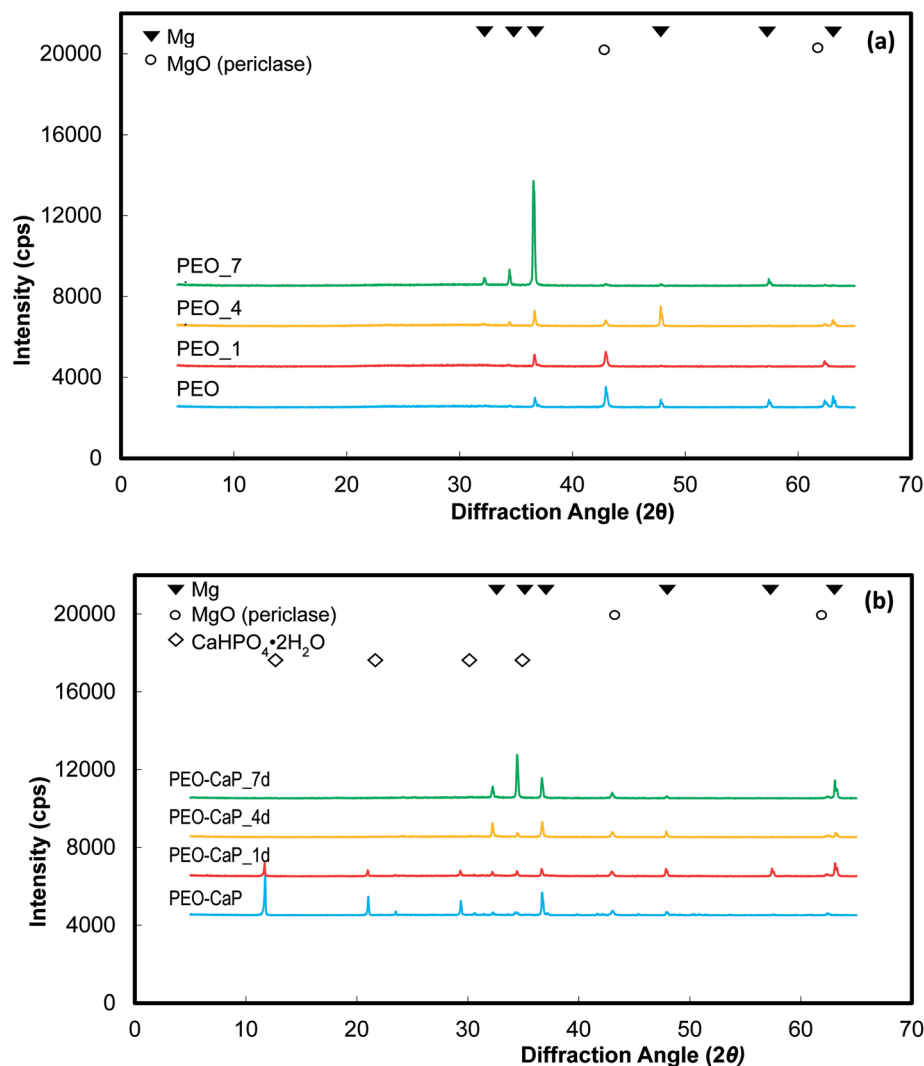 (a)
Mg
MgO (periclase)
20000
16000
12000
8000
4000
0
Intensity (cps)
PEO_7
PEO_4
PEO_1
PEO
0 10 20 30 40 50 60 70
Diffraction Angle (2θ)
(b)
Mg
MgO (periclase)
CaHPO₄•2H₂O
20000
16000
12000
8000
4000
0
Intensity (cps)
PEO-CaP_7d
PEO-CaP_4d
PEO-CaP_1d
PEO-CaP
0 10 20 30 40 50 60 70
Diffraction Angle (2θ)